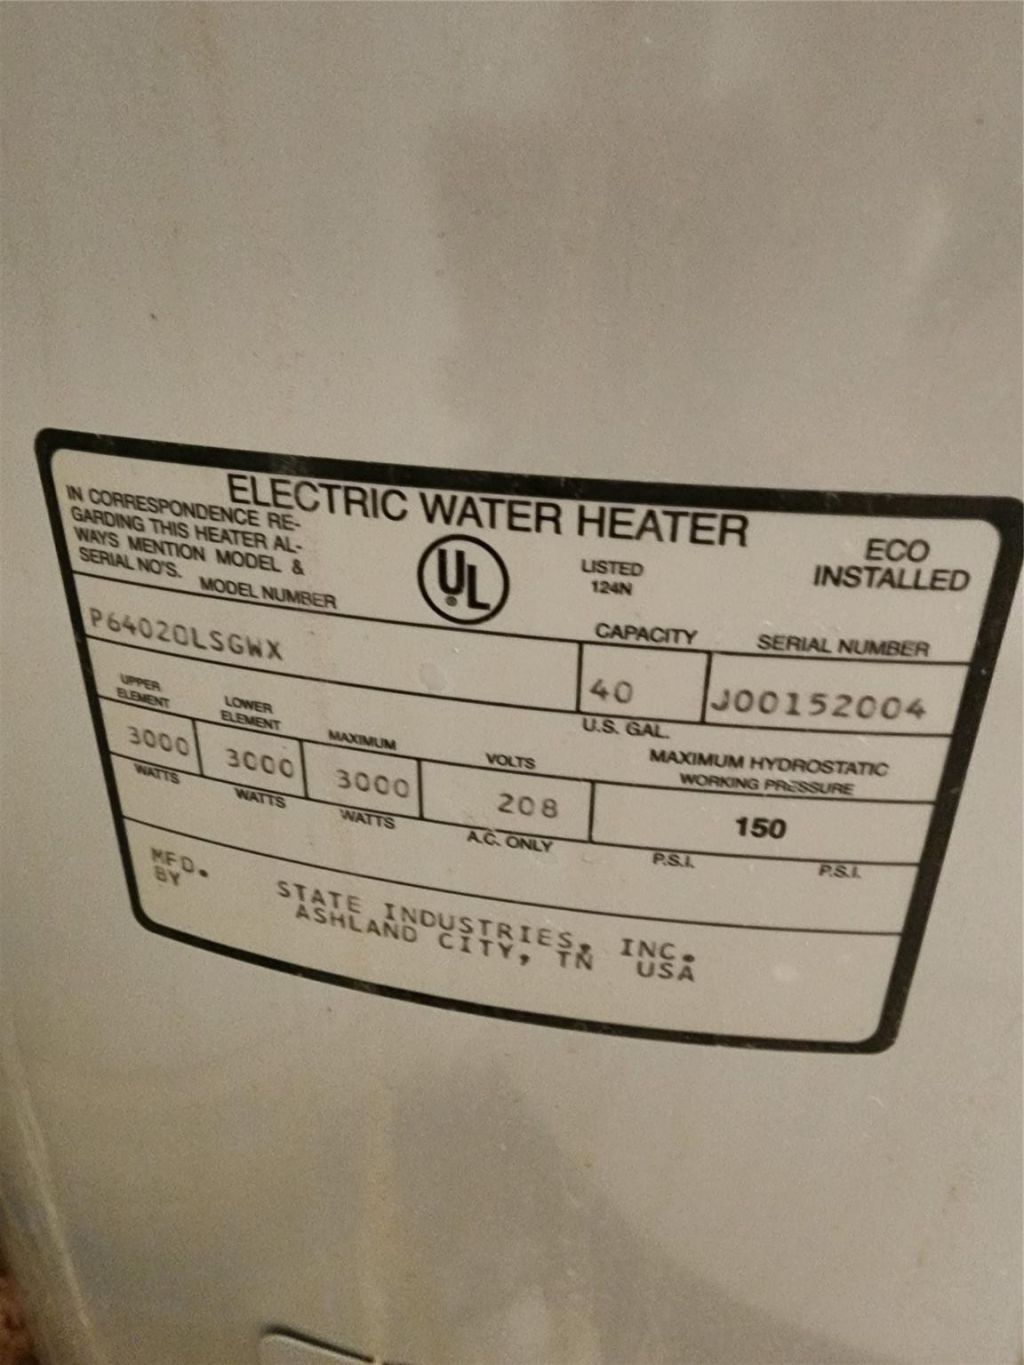 ELECTRIC WATER HEATER
IN CORRESPONDENCE RE-
GARDING THIS HEATER AL-
WAYS MENTION MODEL &
SERIAL NO'S.
UL
®
LISTED
124N
ECO
INSTALLED
MODEL NUMBER
CAPACITY
SERIAL NUMBER
P64020LSGWX
40
J00152004
U.S. GAL.
UPPER
ELEMENT
LOWER
ELEMENT
MAXIMUM
VOLTS
MAXIMUM HYDROSTATIC
WORKING PRESSURE
3000
3000
3000
208
150
WATTS
WATTS
WATTS
A.C. ONLY
P.S.I.
P.S.I.
MFD.
BY
STATE INDUSTRIES, INC.
ASHLAND CITY, TN USA